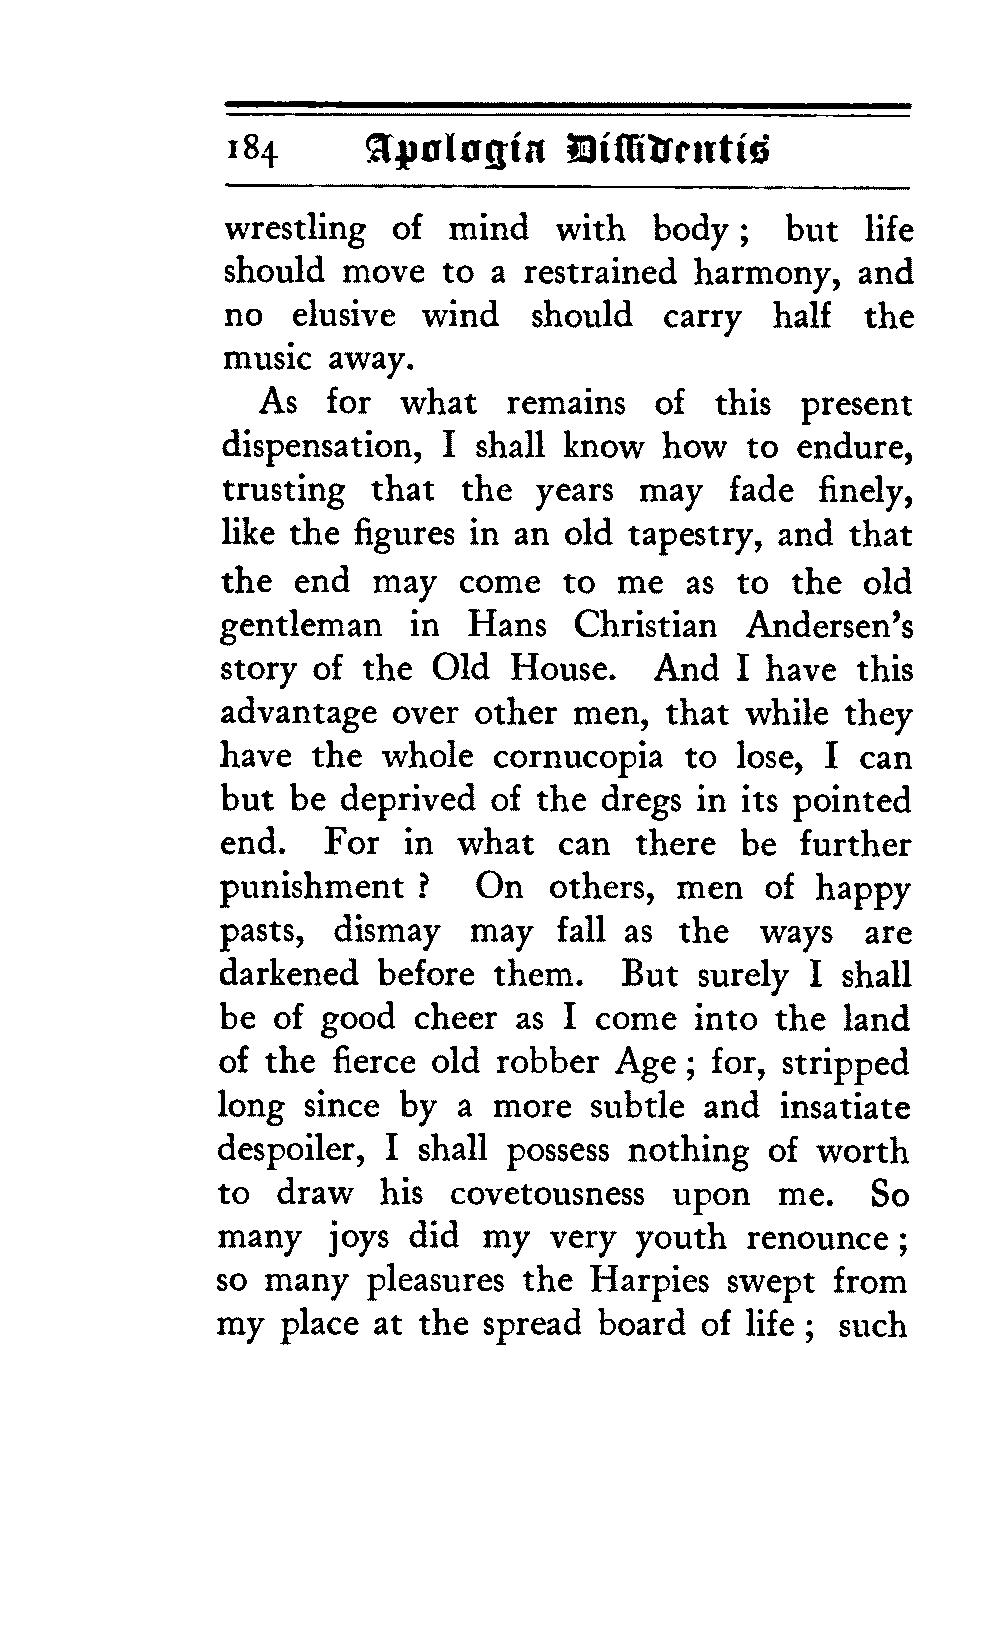 184 Apologia Diffidentis
wrestling of mind with body ; but life
should move to a restrained harmony, and
no elusive wind should carry half the
music away.
As for what remains of this present
dispensation, I shall know how to endure,
trusting that the years may fade finely,
like the figures in an old tapestry, and that
the end may come to me as to the old
gentleman in Hans Christian Andersen's
story of the Old House. And I have this
advantage over other men, that while they
have the whole cornucopia to lose, I can
but be deprived of the dregs in its pointed
end. For in what can there be further
punishment ? On others, men of happy
pasts, dismay may fall as the ways are
darkened before them. But surely I shall
be of good cheer as I come into the land
of the fierce old robber Age ; for, stripped
long since by a more subtle and insatiate
despoiler, I shall possess nothing of worth
to draw his covetousness upon me. So
many joys did my very youth renounce ;
so many pleasures the Harpies swept from
my place at the spread board of life ; such